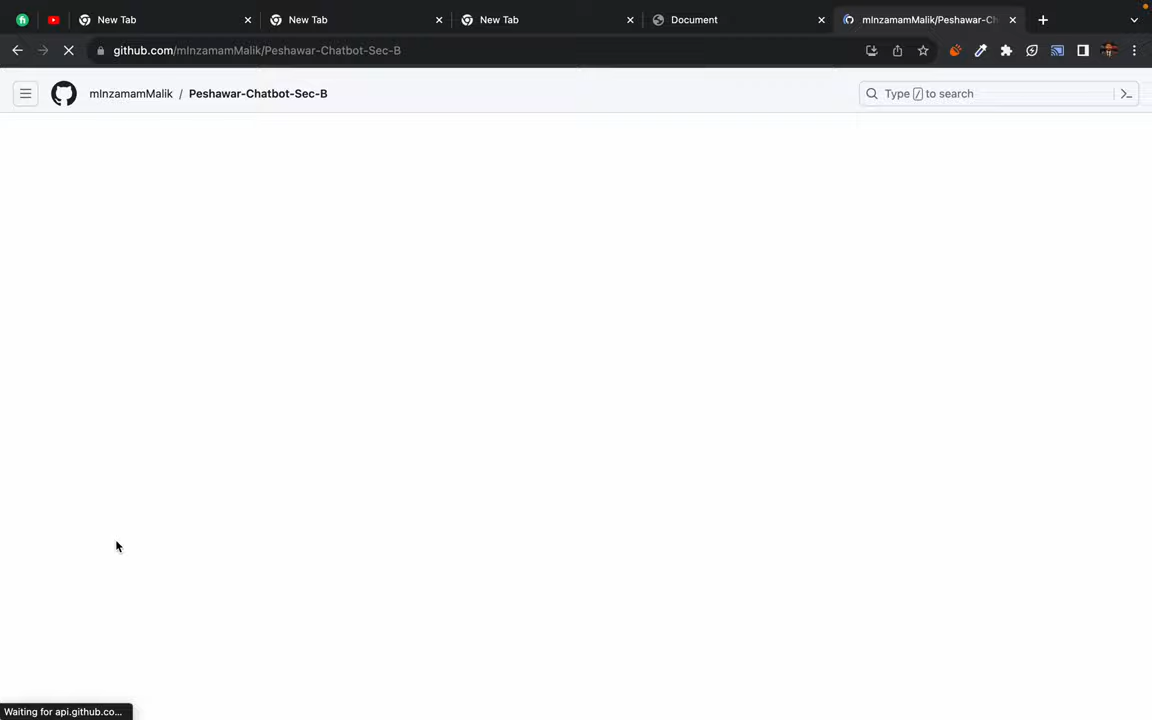 New Tab
New Tab
New Tab
Document
mInzamamMalik/Peshawar-Ch
github.com/mInzamamMalik/Peshawar-Chatbot-Sec-B
mInzamamMalik / Peshawar-Chatbot-Sec-B
Type / to search
Waiting for api.github.co...